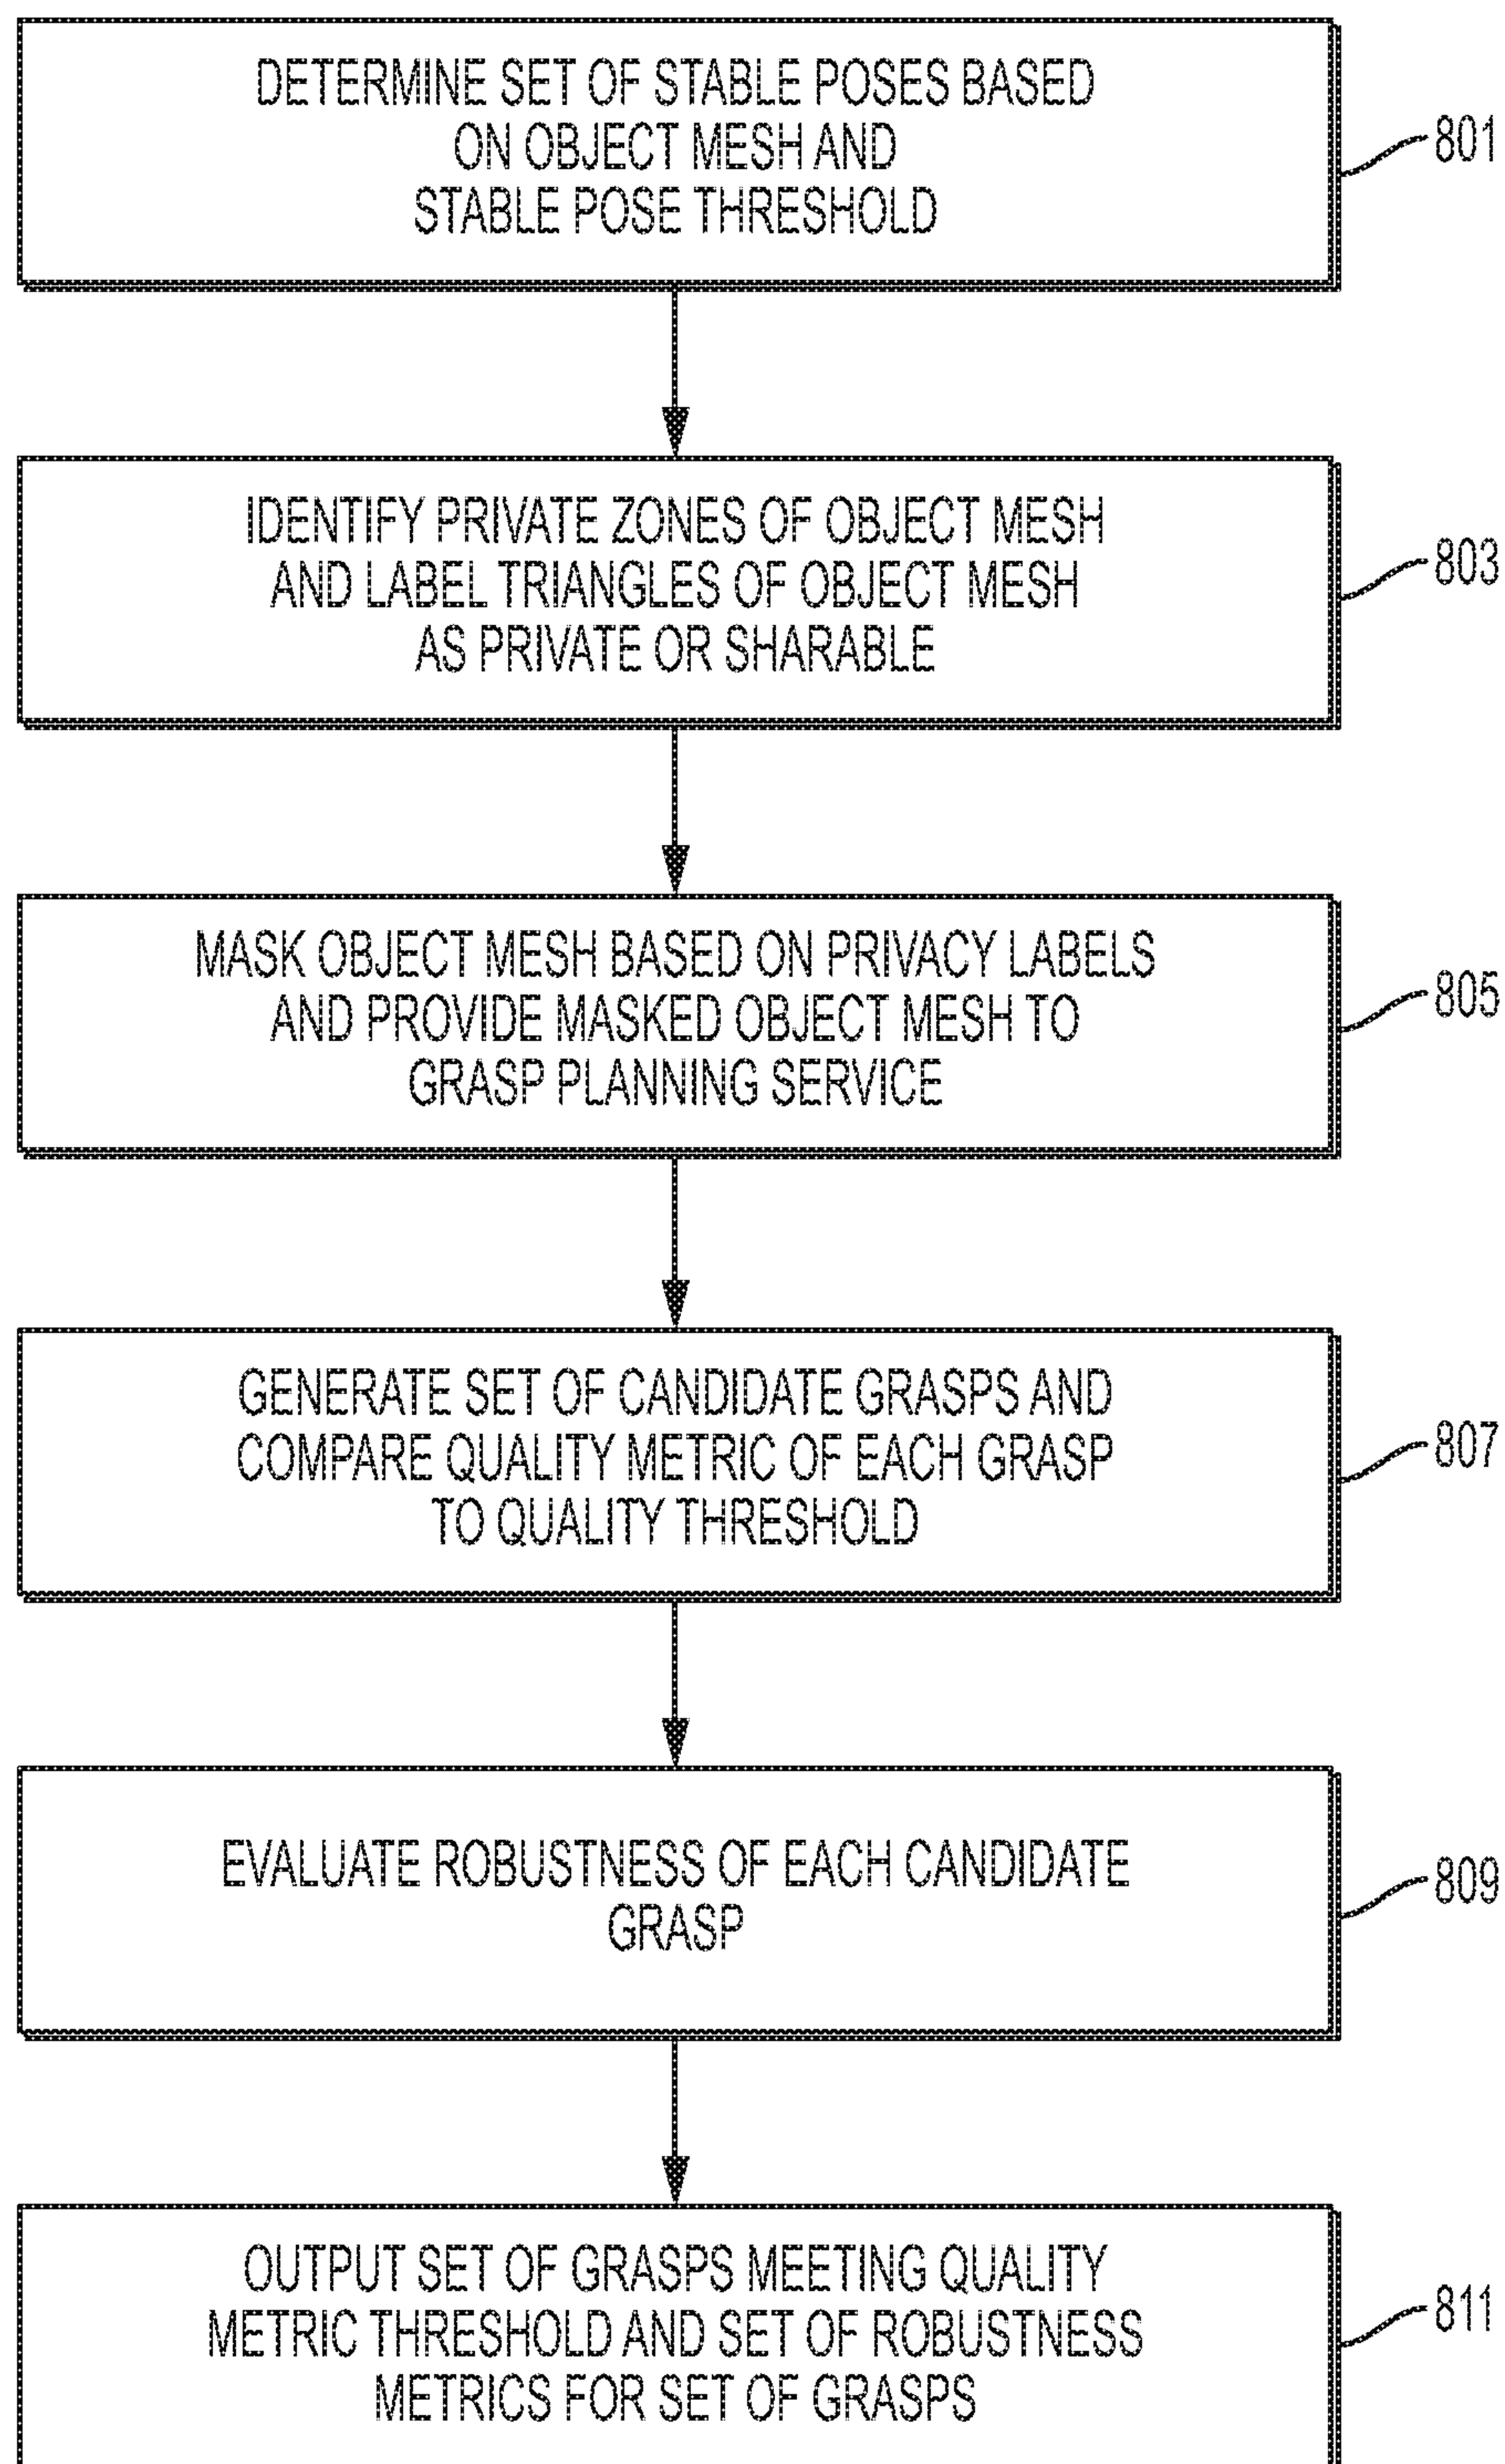 DETERMINE SET OF STABLE POSES BASED
ON OBJECT MESH AND
STABLE POSE THRESHOLD
801
IDENTIFY PRIVATE ZONES OF OBJECT MESH
AND LABEL TRIANGLES OF OBJECT MESH
AS PRIVATE OR SHARABLE
803
MASK OBJECT MESH BASED ON PRIVACY LABELS
AND PROVIDE MASKED OBJECT MESH TO
GRASP PLANNING SERVICE
805
GENERATE SET OF CANDIDATE GRASPS AND
COMPARE QUALITY METRIC OF EACH GRASP
TO QUALITY THRESHOLD
807
EVALUATE ROBUSTNESS OF EACH CANDIDATE
GRASP
809
OUTPUT SET OF GRASPS MEETING QUALITY
METRIC THRESHOLD AND SET OF ROBUSTNESS
METRICS FOR SET OF GRASPS
811